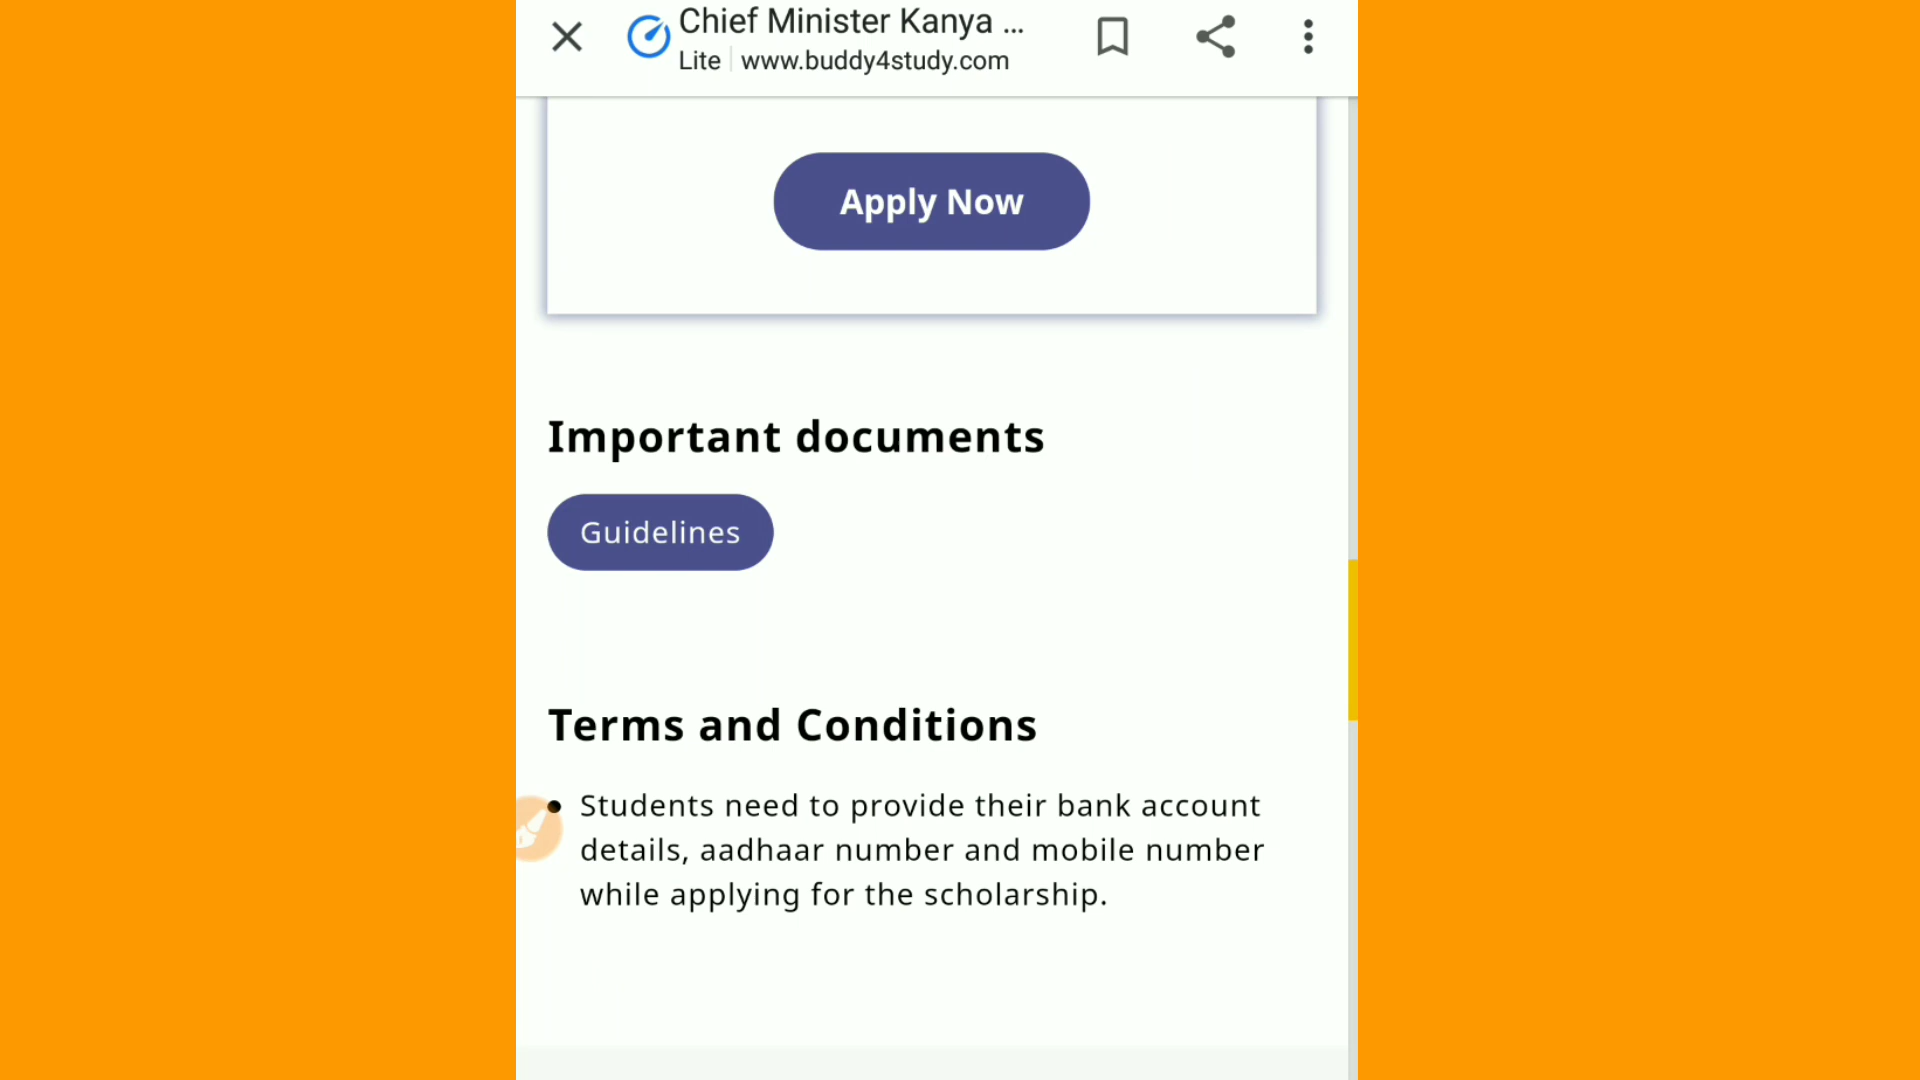 Chief Minister Kanya ...
Lite www.buddy4study.com
Apply Now
Important documents
Guidelines
Terms and Conditions
• Students need to provide their bank account
details, aadhaar number and mobile number
while applying for the scholarship.